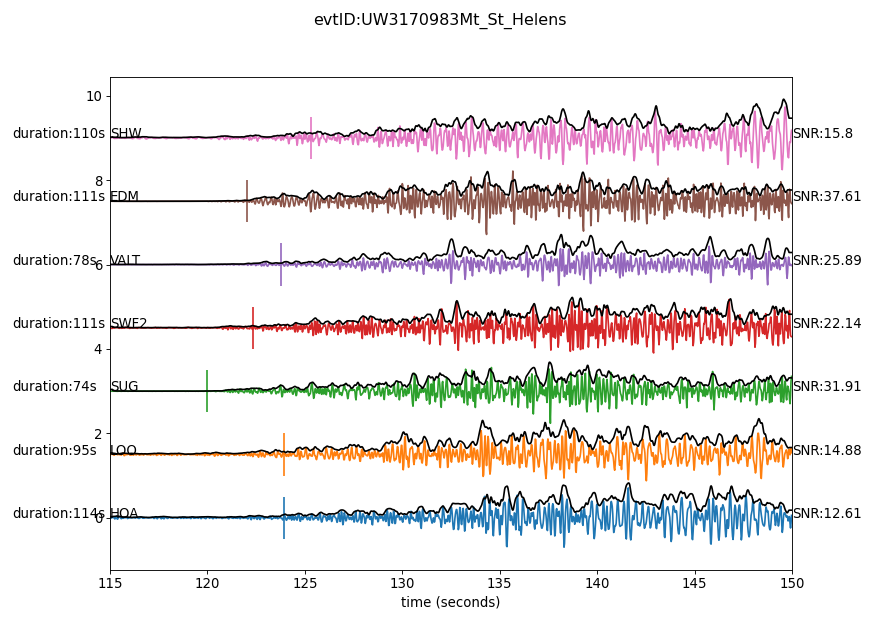 evtID:UW3170983Mt_St_Helens
10
duration:110s SHW SNR:15.8
8
duration:111s EDM SNR:37.61
duration:78s VALT SNR:25.89
6
duration:111s SWF2 SNR:22.14
4
duration:74s SUG SNR:31.91
2
duration:95s LOO SNR:14.88
duration:114s HOA SNR:12.61
0
115 120 125 130 135 140 145 150
time (seconds)